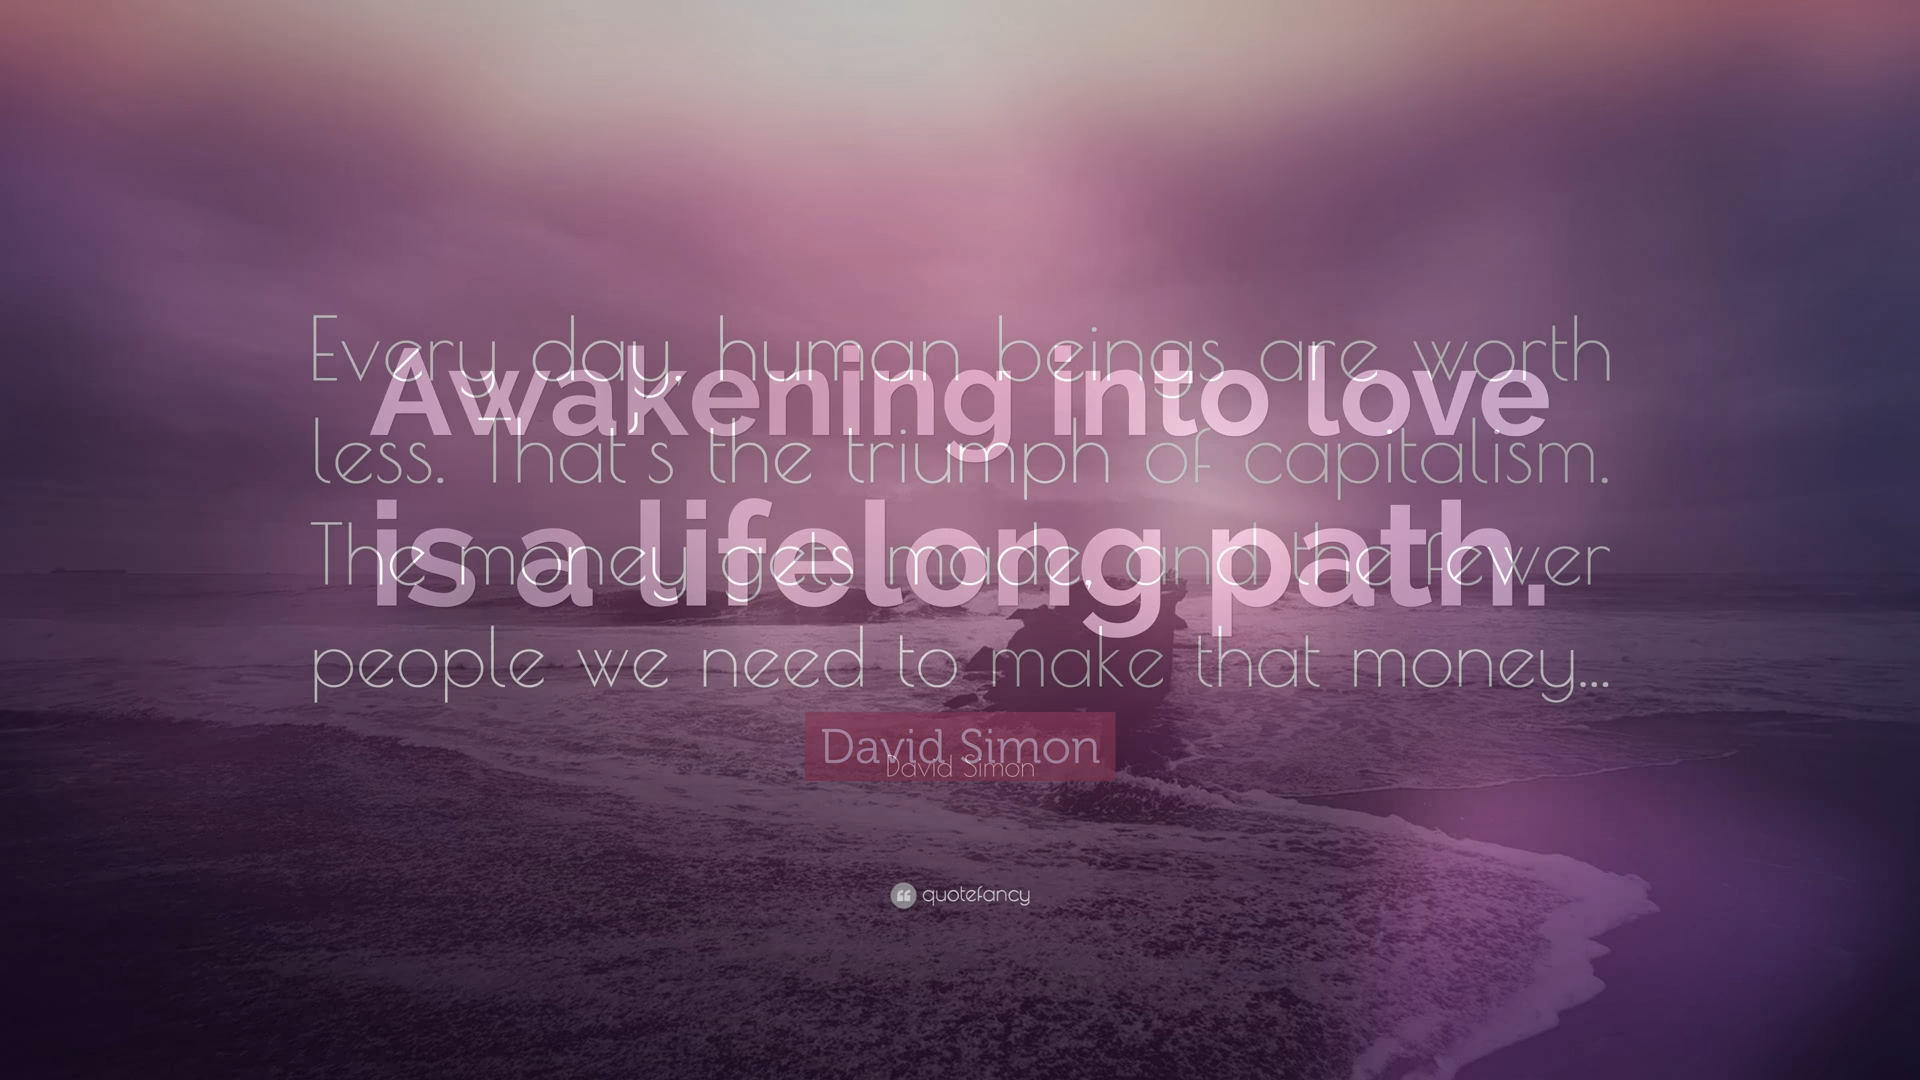 Every day, human beings are worth
less. That's the triumph of capitalism.
The money gets made, and the fewer
people we need to make that money...
David Simon
Awakening into love
is a lifelong path.
David Simon
quotefancy